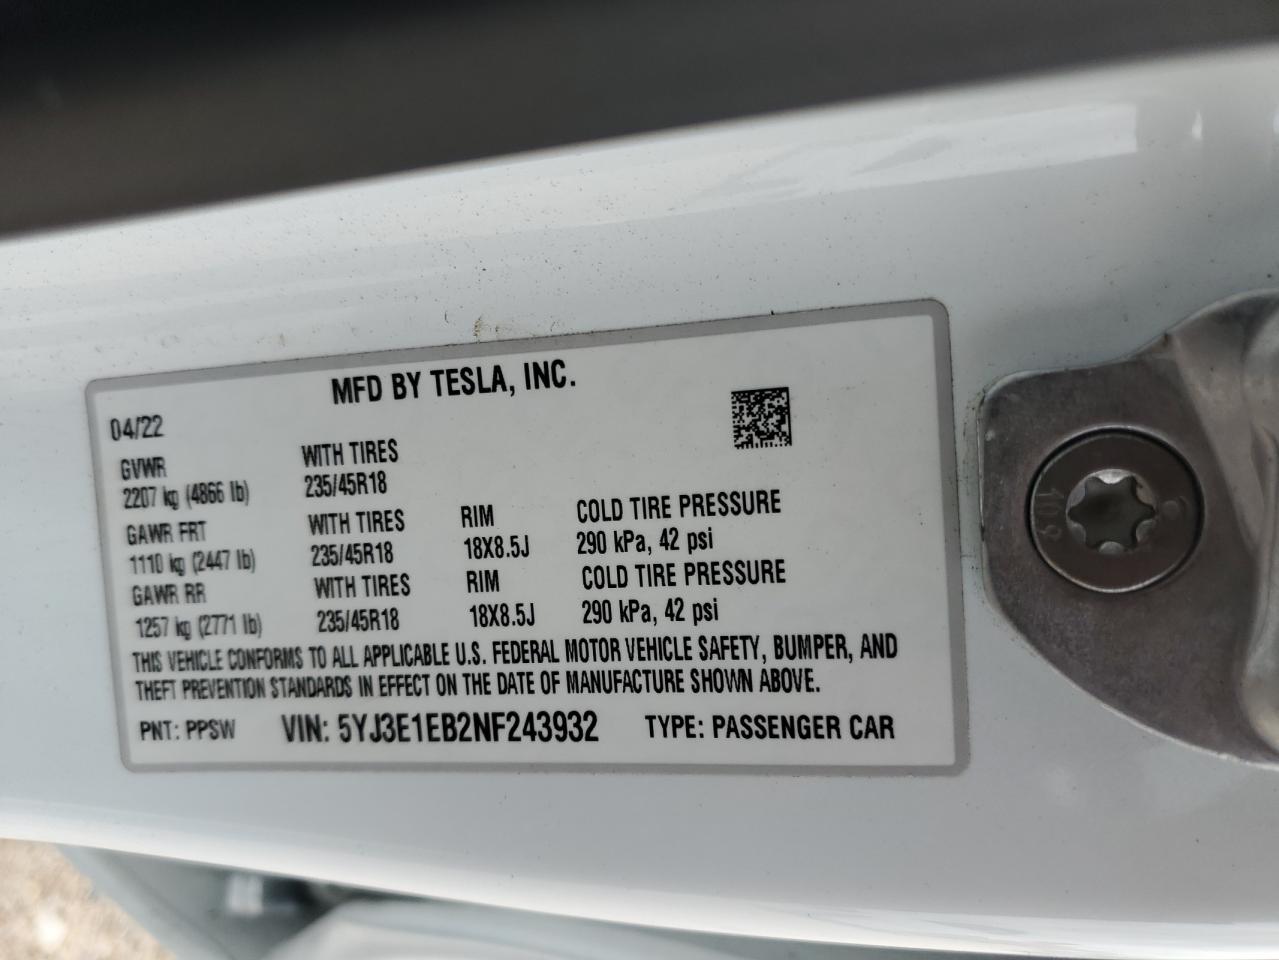 MFD BY TESLA, INC.
04/22
GVWR WITH TIRES
2207 kg (4866 lb) 235/45R18
GAWR FRT WITH TIRES RIM COLD TIRE PRESSURE
1110 kg (2447 lb) 235/45R18 18X8.5J 290 kPa, 42 psi
GAWR RR WITH TIRES RIM COLD TIRE PRESSURE
1257 kg (2771 lb) 235/45R18 18X8.5J 290 kPa, 42 psi
THIS VEHICLE CONFORMS TO ALL APPLICABLE U.S. FEDERAL MOTOR VEHICLE SAFETY, BUMPER, AND
THEFT PREVENTION STANDARDS IN EFFECT ON THE DATE OF MANUFACTURE SHOWN ABOVE.
PNT: PPSW VIN: 5YJ3E1EB2NF243932 TYPE: PASSENGER CAR
10.9